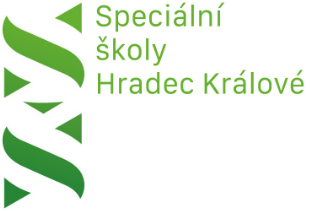 Speciální
školy
Hradec Králové